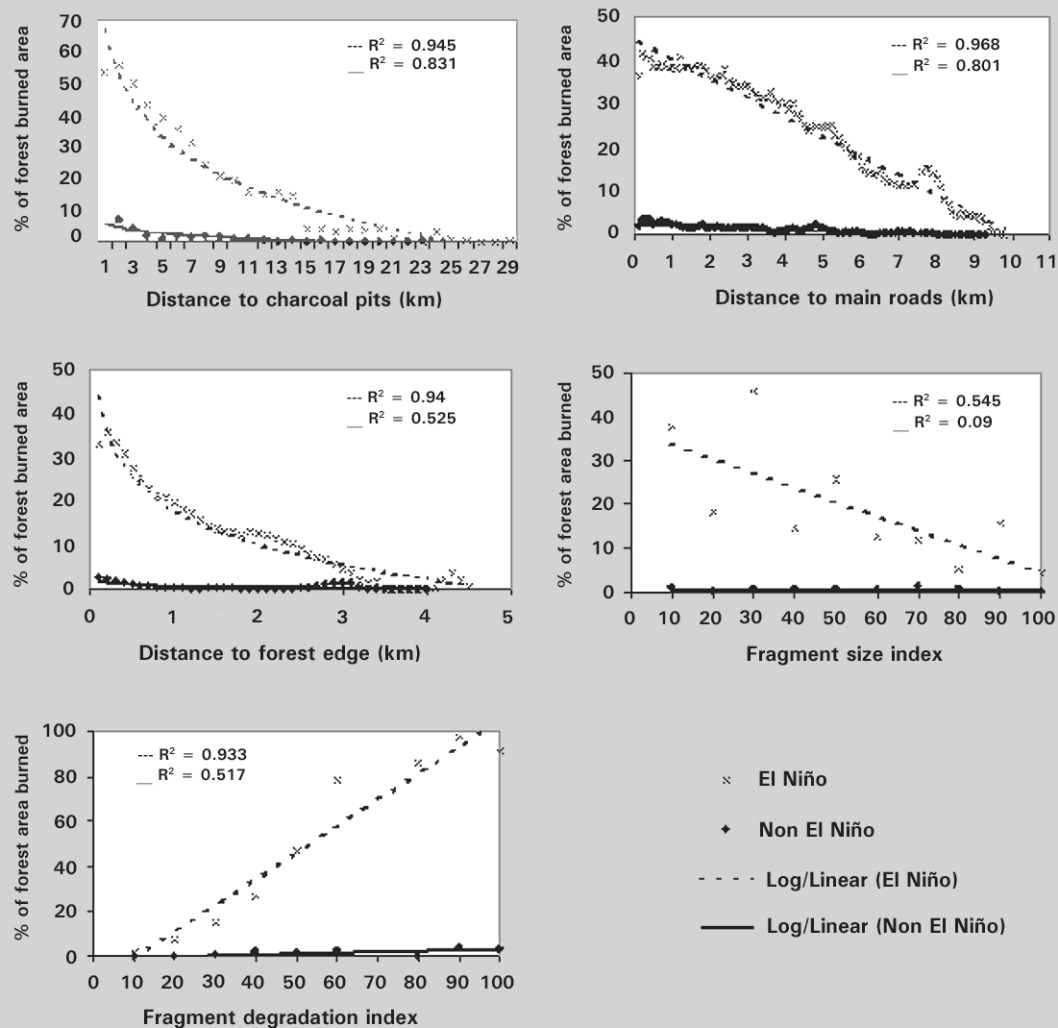 % of forest burned area
70
60
50
40
30
20
10
0
--- R² = 0.945
__ R² = 0.831
1 3 5 7 9 11 13 15 17 19 21 23 25 27 29
Distance to charcoal pits (km)
% of forest burned area
50
40
30
20
10
0
--- R² = 0.968
__ R² = 0.801
0 1 2 3 4 5 6 7 8 9 10 11
Distance to main roads (km)
% of forest burned area
50
40
30
20
10
0
--- R² = 0.94
__ R² = 0.525
0 1 2 3 4 5
Distance to forest edge (km)
% of forest area burned
50
40
30
20
10
0
--- R² = 0.545
__ R² = 0.09
0 10 20 30 40 50 60 70 80 90 100
Fragment size index
% of forest area burned
100
80
60
40
20
0
--- R² = 0.933
__ R² = 0.517
0 10 20 30 40 50 60 70 80 90 100
Fragment degradation index
El Niño
Non El Niño
Log/Linear (El Niño)
Log/Linear (Non El Niño)